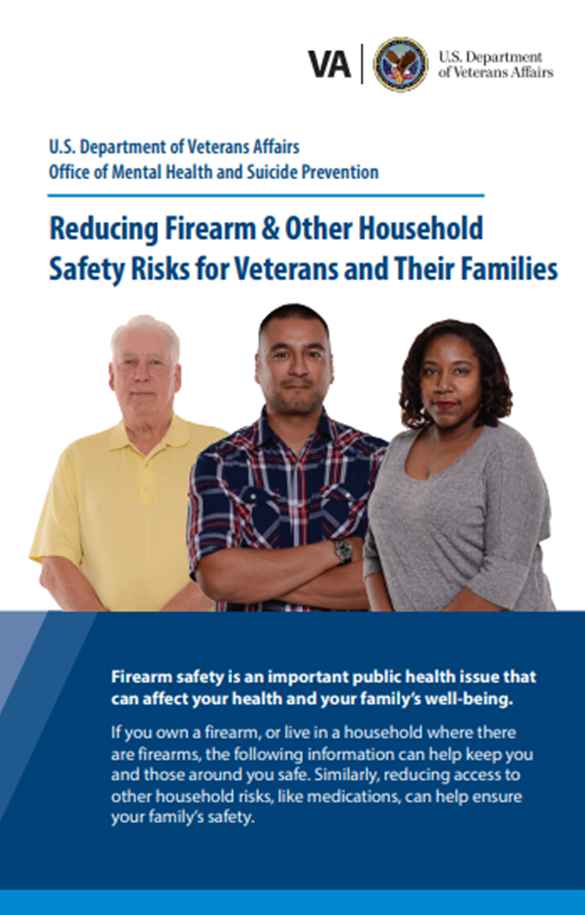 VA
U.S. Department
of Veterans Affairs
U.S. Department of Veterans Affairs
Office of Mental Health and Suicide Prevention
Reducing Firearm & Other Household
Safety Risks for Veterans and Their Families
Firearm safety is an important public health issue that
can affect your health and your family's well-being.
If you own a firearm, or live in a household where there
are firearms, the following information can help keep you
and those around you safe. Similarly, reducing access to
other household risks, like medications, can help ensure
your family's safety.